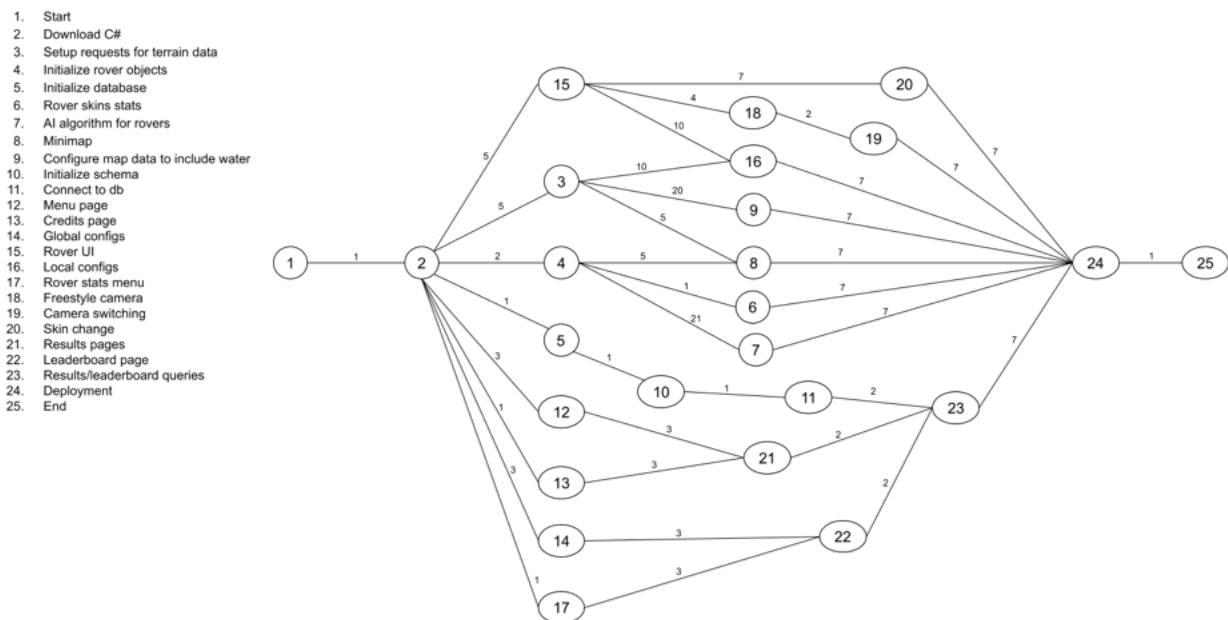 1. Start
2. Download C#
3. Setup requests for terrain data
4. Initialize rover objects
5. Initialize database
6. Rover skins stats
7. AI algorithm for rovers
8. Minimap
9. Configure map data to include water
10. Initialize schema
11. Connect to db
12. Menu page
13. Credits page
14. Global configs
15. Rover UI
16. Local configs
17. Rover stats menu
18. Freestyle camera
19. Camera switching
20. Skin change
21. Results pages
22. Leaderboard page
23. Results/leaderboard queries
24. Deployment
25. End
15 7 20
4 18 2 19
5 10 7 7
3 10 16 7
20 9 7
5 5
1 1 2 2 4 5 8 7 24 1 25
1 6 7
1 21 7 7
5 7
3 1 10 1 11 2 23
12 3
1 3 21 2
13
3 2
14 3 22
1 3
17